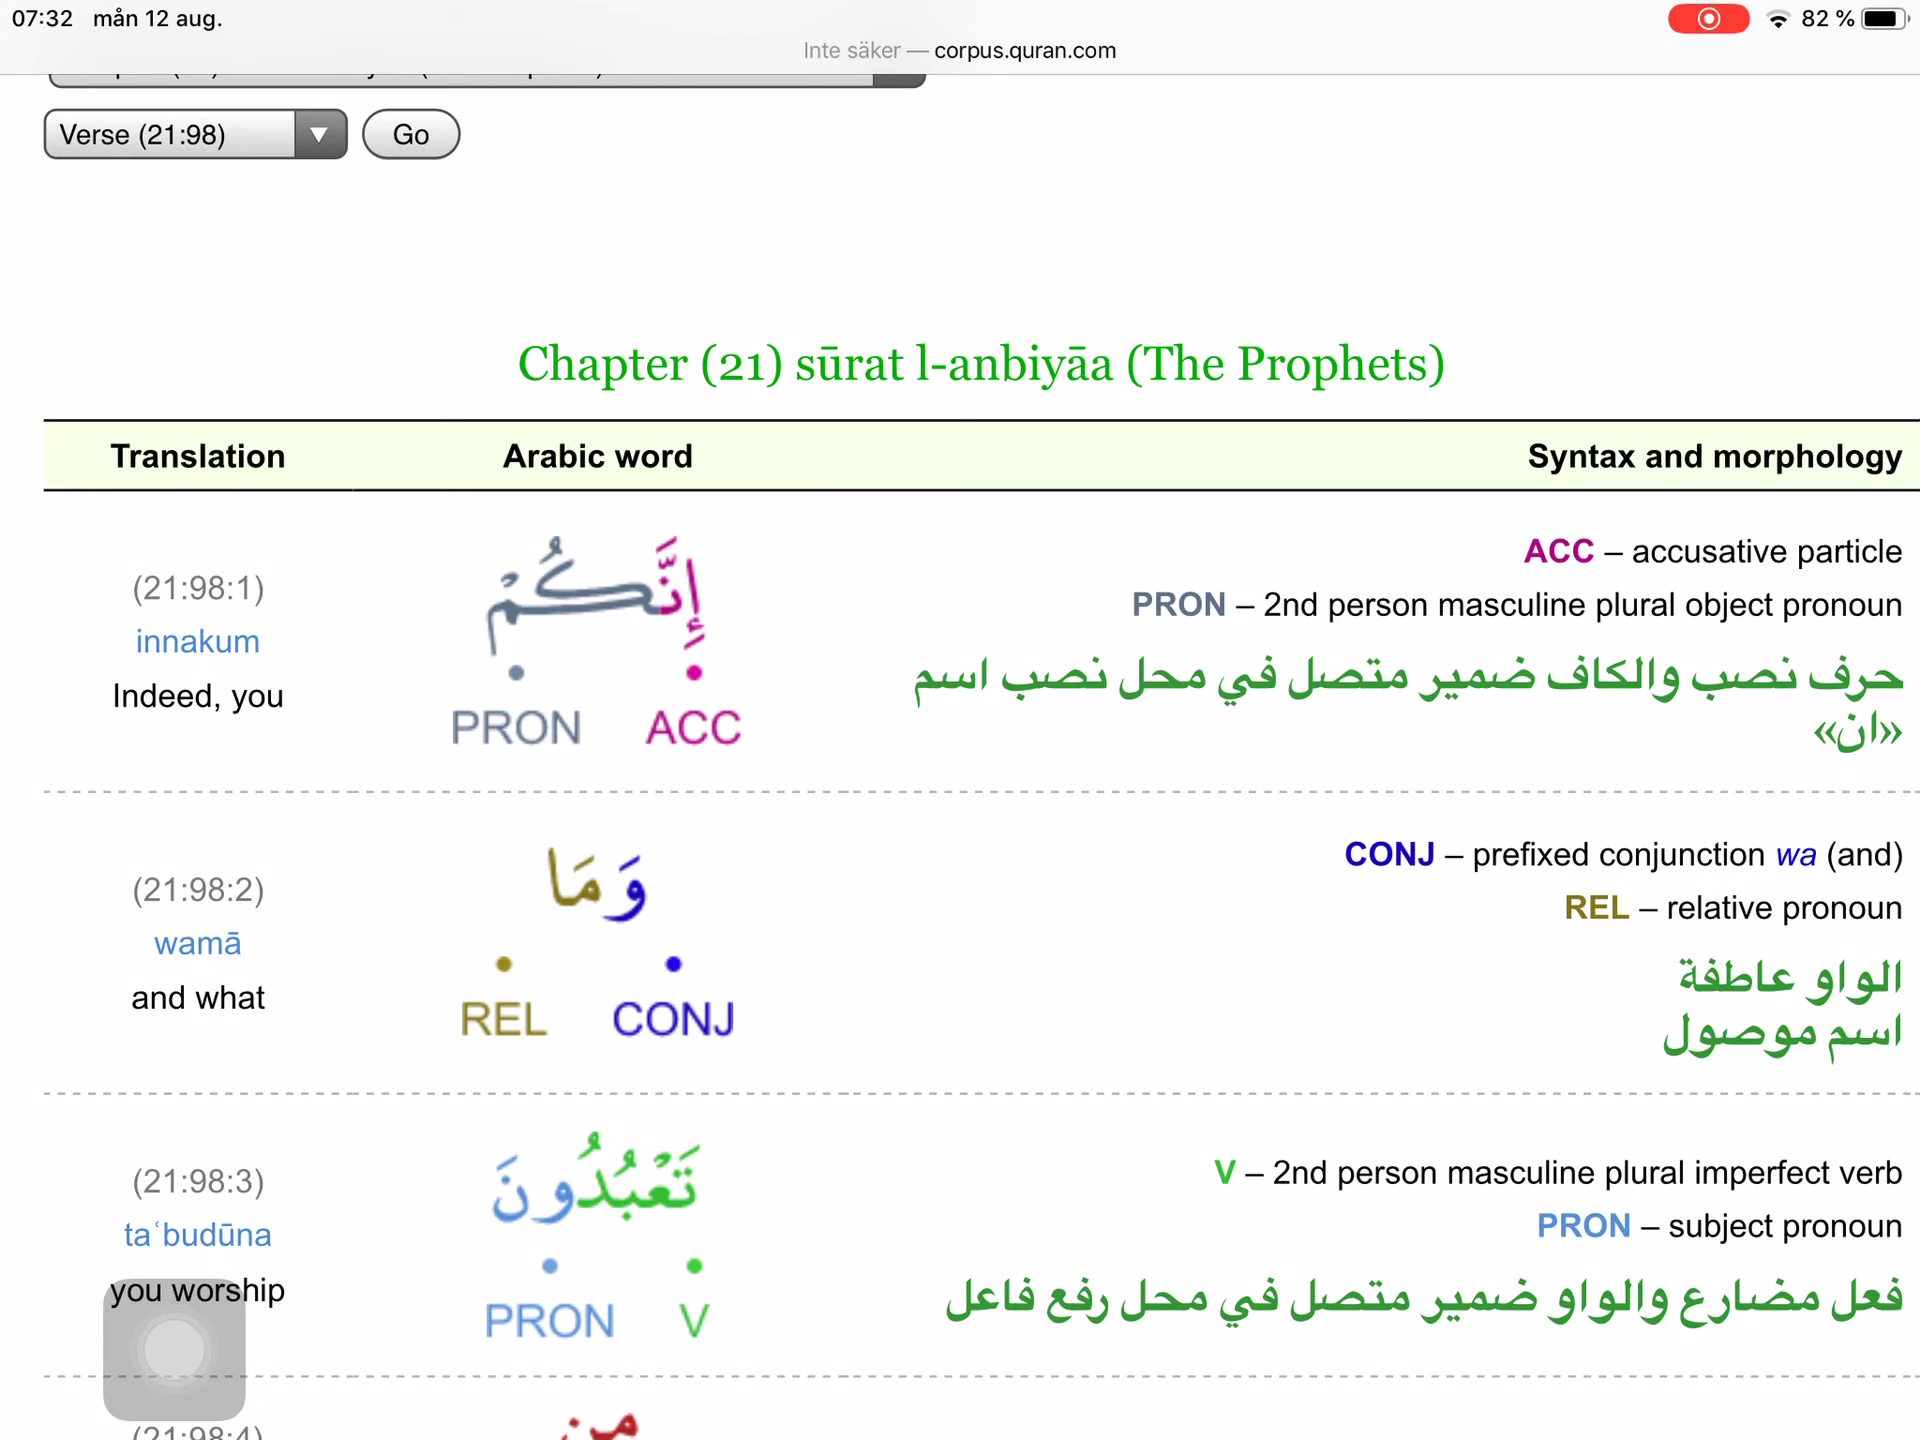 07:32 mån 12 aug.
82 %
Inte säker — corpus.quran.com
Verse (21:98)
Go
Chapter (21) sūrat l-anbiyāa (The Prophets)
Translation
Arabic word
Syntax and morphology
(21:98:1)
innakum
Indeed, you
إِنَّكُمْ
PRON
ACC
ACC – accusative particle
PRON – 2nd person masculine plural object pronoun
حرف نصب والكاف ضمير متصل في محل نصب اسم
«ان»
(21:98:2)
wamā
and what
وَمَا
REL
CONJ
CONJ – prefixed conjunction wa (and)
REL – relative pronoun
الواو عاطفة
اسم موصول
(21:98:3)
taʿbudūna
you worship
تَعْبُدُونَ
PRON
V
V – 2nd person masculine plural imperfect verb
PRON – subject pronoun
فعل مضارع والواو ضمير متصل في محل رفع فاعل
(21:98:4)
من